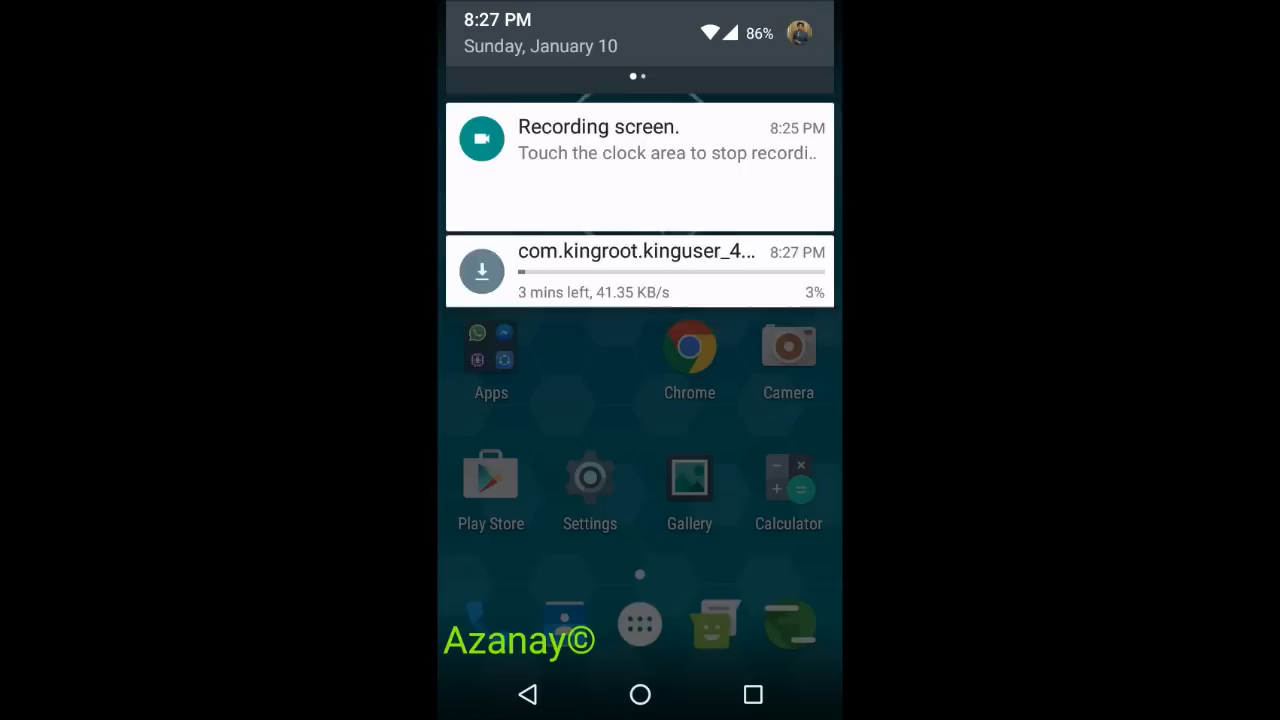 8:27 PM
Sunday, January 10
86%
Recording screen.
8:25 PM
Touch the clock area to stop recordi..
com.kingroot.kinguser_4...
8:27 PM
3 mins left, 41.35 KB/s
3%
Apps
Chrome
Camera
Play Store
Settings
Gallery
Calculator
Azanay©